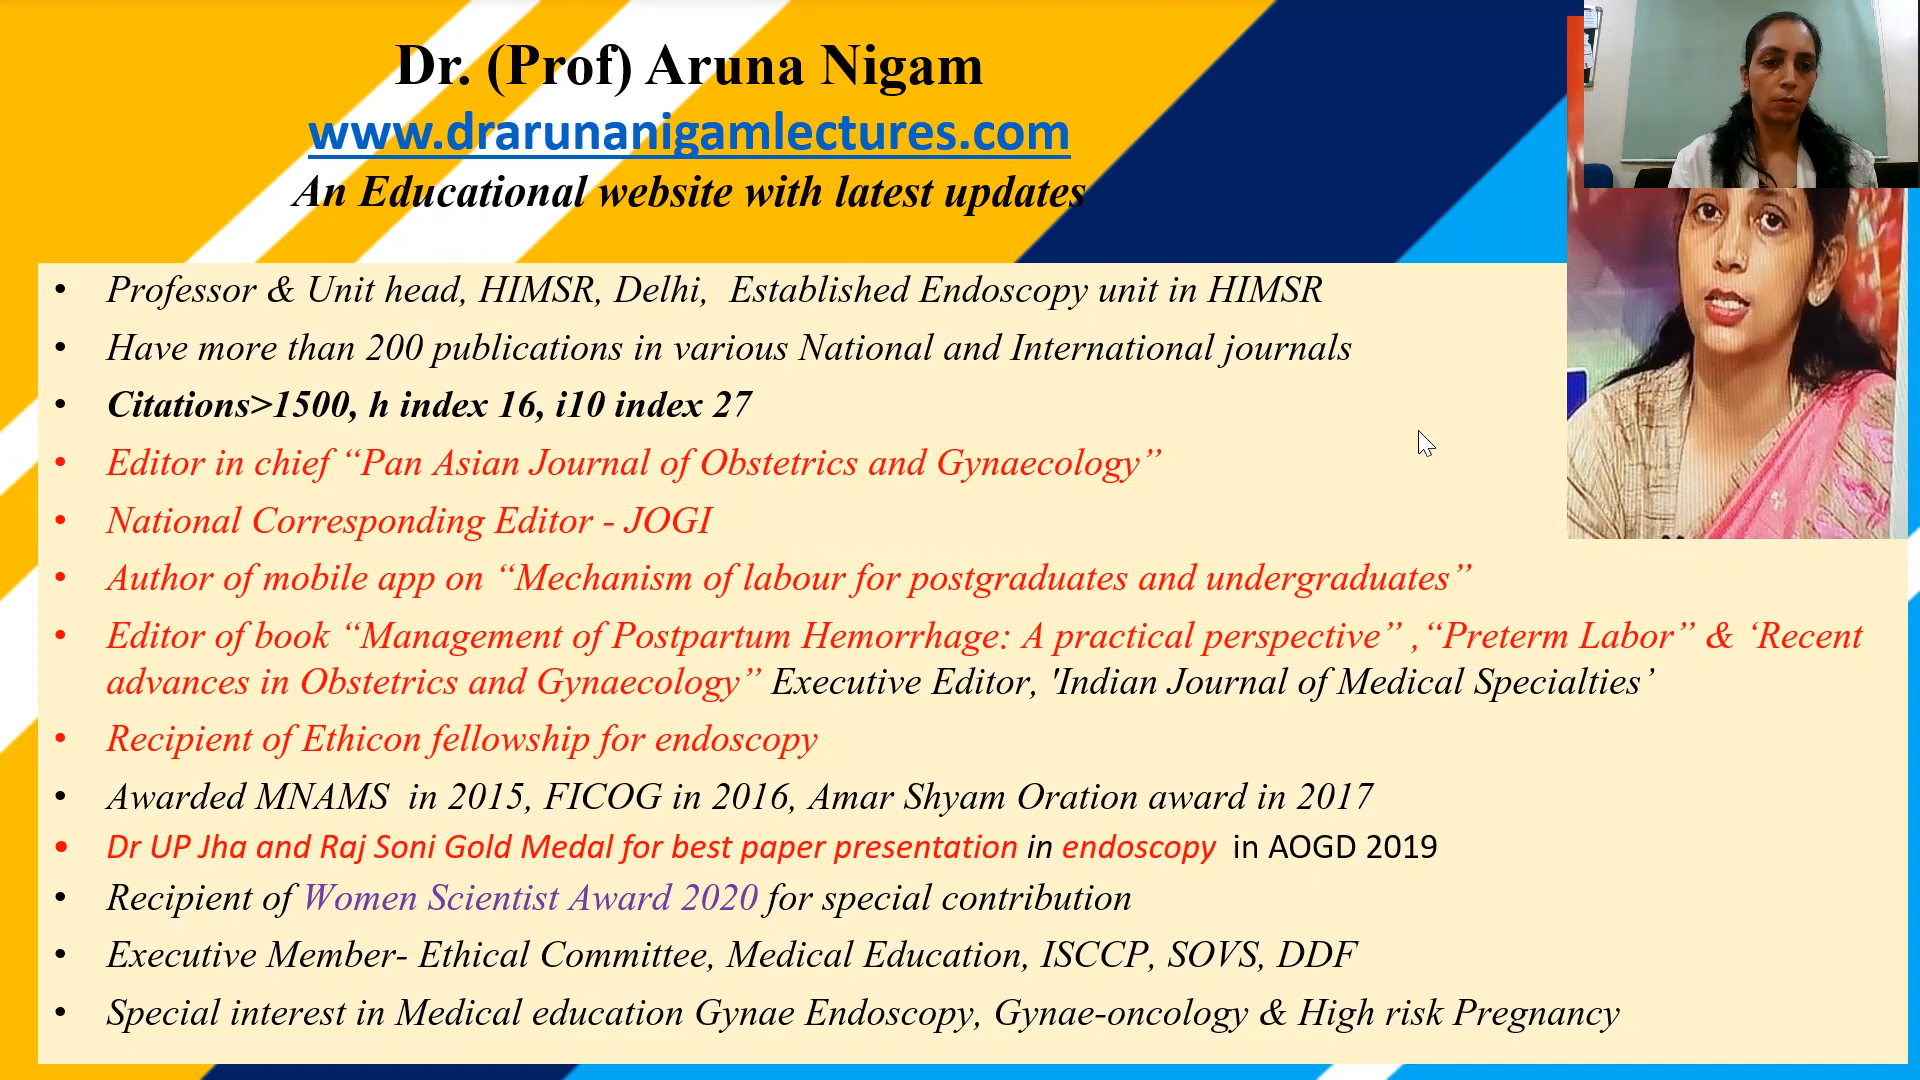 Dr. (Prof) Aruna Nigam
www.drarunanigamlectures.com
An Educational website with latest updates
• Professor & Unit head, HIMSR, Delhi,  Established Endoscopy unit in HIMSR
• Have more than 200 publications in various National and International journals
• Citations>1500, h index 16, i10 index 27
• Editor in chief “Pan Asian Journal of Obstetrics and Gynaecology”
• National Corresponding Editor - JOGI
• Author of mobile app on “Mechanism of labour for postgraduates and undergraduates”
• Editor of book “Management of Postpartum Hemorrhage: A practical perspective” ,“Preterm Labor” & ‘Recent
advances in Obstetrics and Gynaecology” Executive Editor, 'Indian Journal of Medical Specialties’
• Recipient of Ethicon fellowship for endoscopy
• Awarded MNAMS  in 2015, FICOG in 2016, Amar Shyam Oration award in 2017
• Dr UP Jha and Raj Soni Gold Medal for best paper presentation in endoscopy  in AOGD 2019
• Recipient of Women Scientist Award 2020 for special contribution
• Executive Member- Ethical Committee, Medical Education, ISCCP, SOVS, DDF
• Special interest in Medical education Gynae Endoscopy, Gynae-oncology & High risk Pregnancy